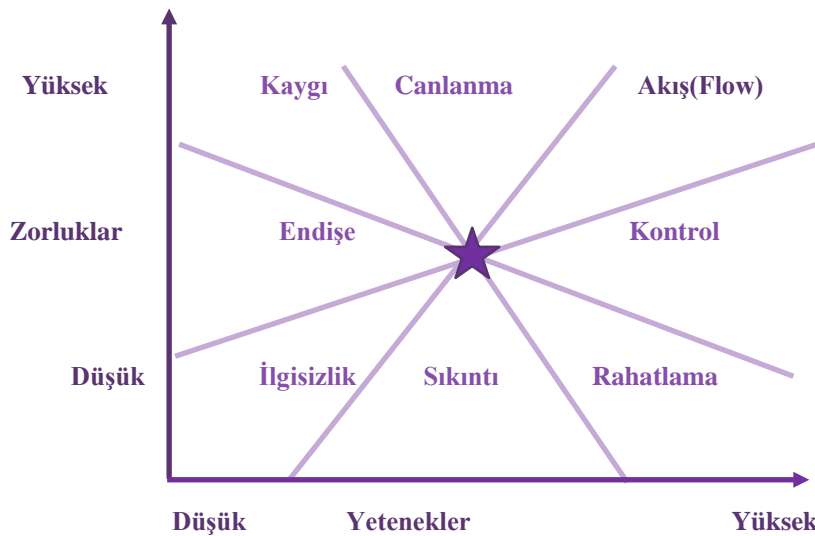 Yüksek Kaygı Canlanma Akış(Flow)
Zorluklar Endişe Kontrol
Düşük İlgisizlik Sıkıntı Rahatlama
Düşük Yetenekler Yüksek